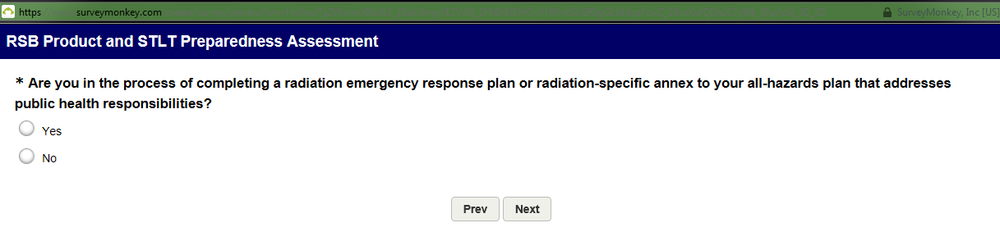 https surveymonkey.com SurveyMonkey, Inc [US]
RSB Product and STLT Preparedness Assessment
* Are you in the process of completing a radiation emergency response plan or radiation-specific annex to your all-hazards plan that addresses
public health responsibilities?
Yes
No
Prev Next